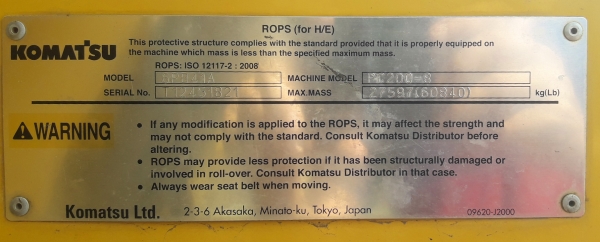 ROPS (for H/E)
KOMATSU
This protective structure complies with the standard provided that it is properly equipped on
the machine which mass is less than the mass indicated below.
ROPS: ISO 12117-2 : 2008
MODEL MACHINE MODEL PC200-8
SERIAL No. MAX.MASS kg(Lb)
WARNING
• If any modification is applied to the ROPS, it may affect the strength and
may not comply with the standard. Consult Komatsu Distributor before
altering.
• ROPS may provide less protection if it has been structurally damaged or
involved in roll-over. Consult Komatsu Distributor in that case.
• Always wear seat belt when moving.
Komatsu Ltd. 2-3-6 Akasaka, Minato-ku, Tokyo, Japan 09620-J2000